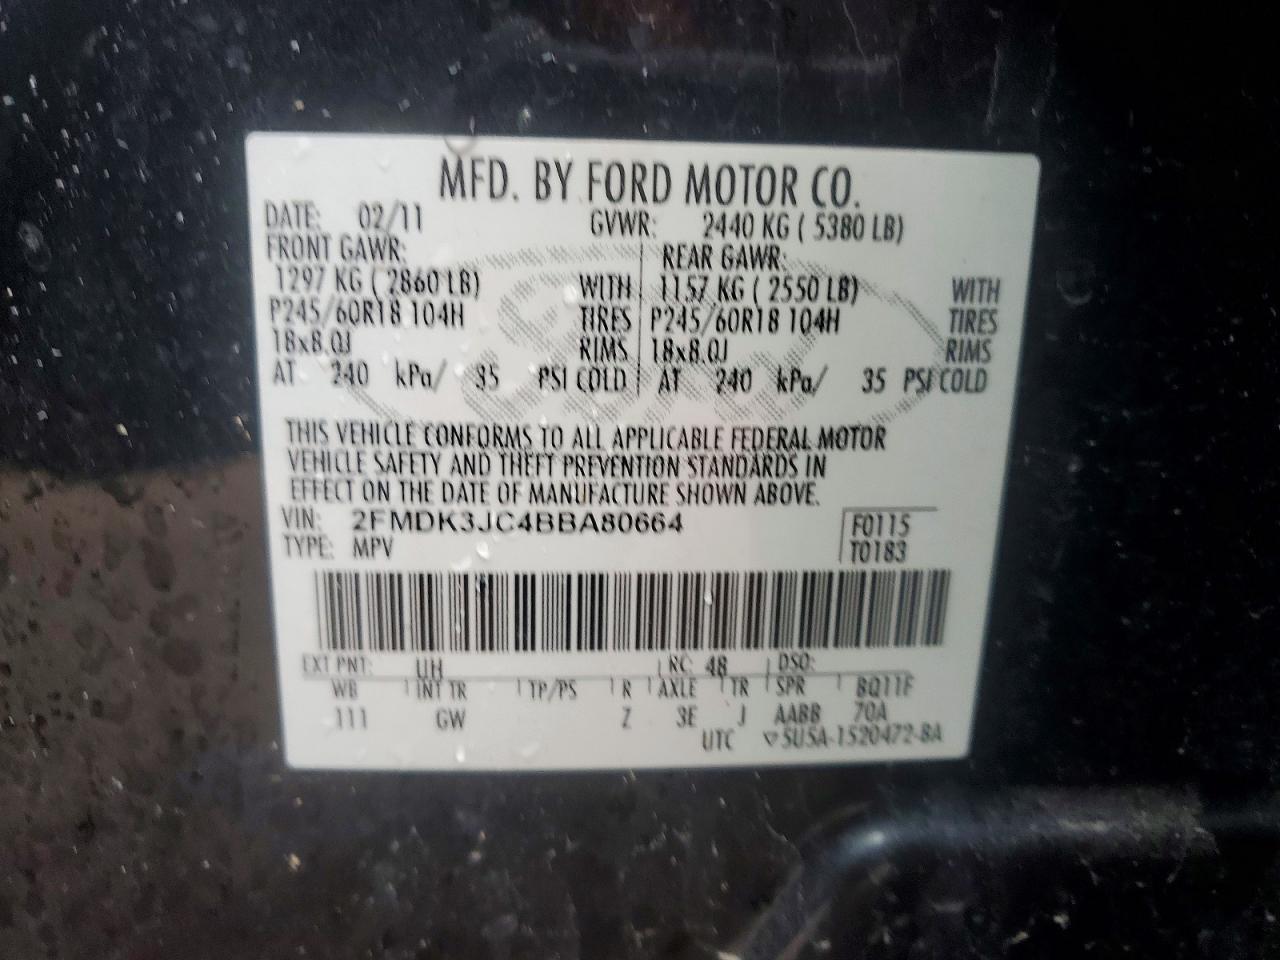 MFD. BY FORD MOTOR CO.
DATE: 02/11 GVWR: 2440 KG ( 5380 LB)
FRONT GAWR: REAR GAWR:
1297 KG ( 2860 LB) WITH 1157 KG ( 2550 LB) WITH
P245/60R18 104H TIRES P245/60R18 104H TIRES
18x8.0J RIMS 18x8.0J RIMS
AT 240 kPa/ 35 PSI COLD AT 240 kPa/ 35 PSI COLD
THIS VEHICLE CONFORMS TO ALL APPLICABLE FEDERAL MOTOR
VEHICLE SAFETY AND THEFT PREVENTION STANDARDS IN
EFFECT ON THE DATE OF MANUFACTURE SHOWN ABOVE.
VIN: 2FMDK3JC4BBA80664 F0115
TYPE: MPV T0183
EXT PNT: UH RC: 48 DSO:
WB INT TR TP/PS R AXLE TR SPR 8Q11F
111 GW Z 3E J AABB 70A
UTC ▽5U5A-1520472-BA